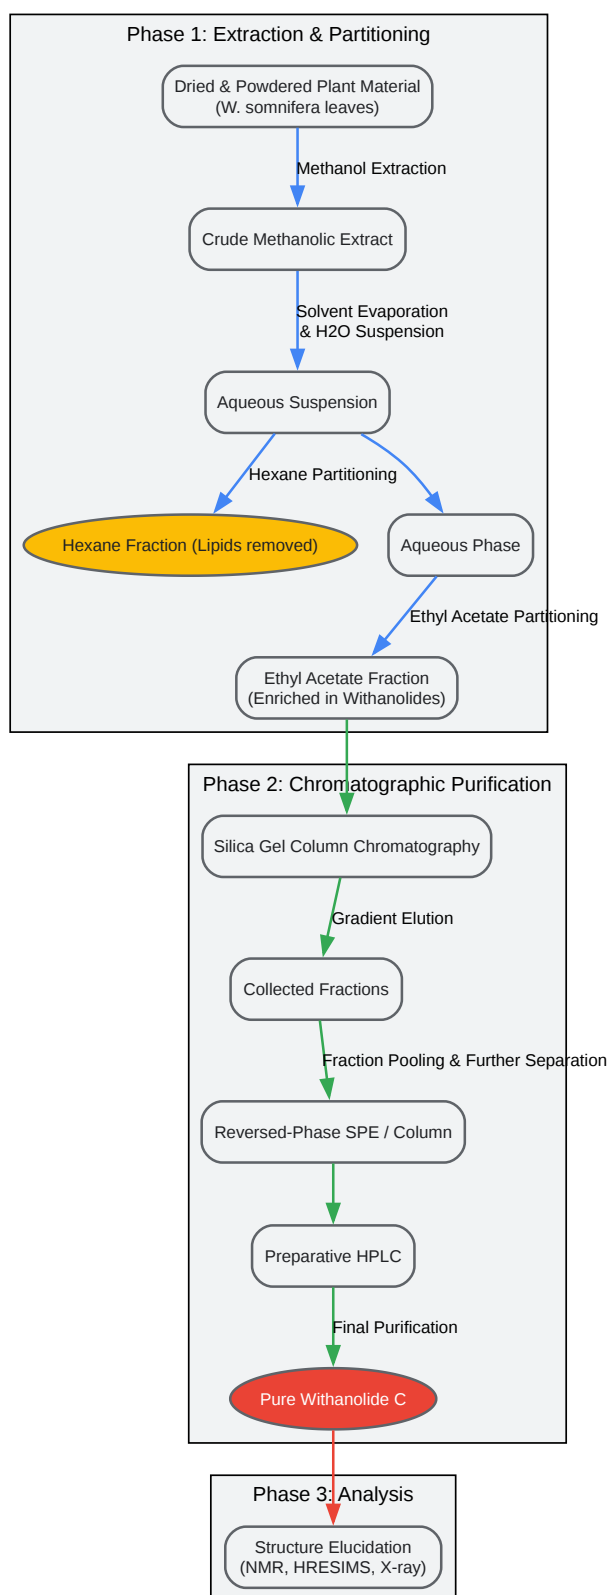 Phase 1: Extraction & Partitioning
Dried & Powdered Plant Material
(W. somnifera leaves)
Methanol Extraction
Crude Methanolic Extract
Solvent Evaporation
& H2O Suspension
Aqueous Suspension
Hexane Partitioning
Hexane Fraction (Lipids removed)
Aqueous Phase
Ethyl Acetate Partitioning
Ethyl Acetate Fraction
(Enriched in Withanolides)
Phase 2: Chromatographic Purification
Silica Gel Column Chromatography
Gradient Elution
Collected Fractions
Fraction Pooling & Further Separation
Reversed-Phase SPE / Column
Preparative HPLC
Final Purification
Pure Withanolide C
Phase 3: Analysis
Structure Elucidation
(NMR, HRESIMS, X-ray)